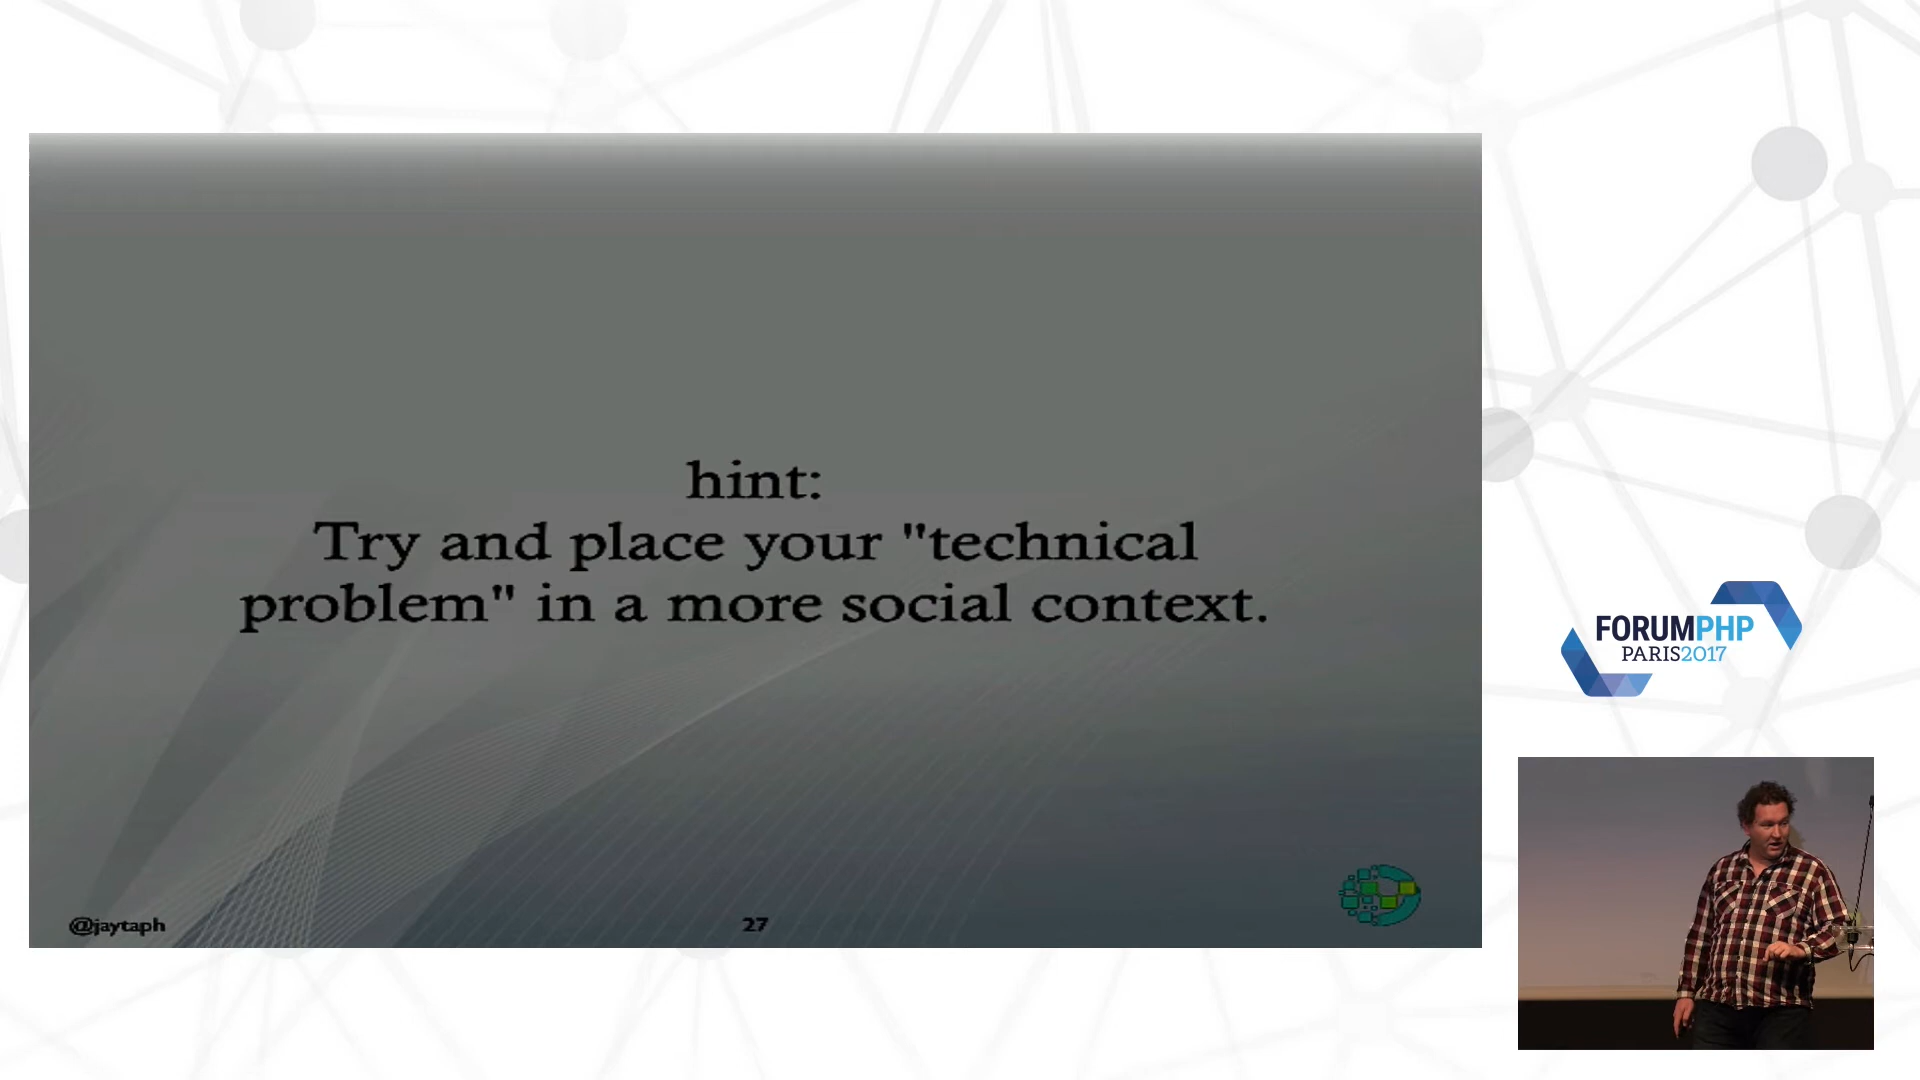 hint:
Try and place your "technical
problem" in a more social context.
@jaytaph
27
FORUMPHP
PARIS2017